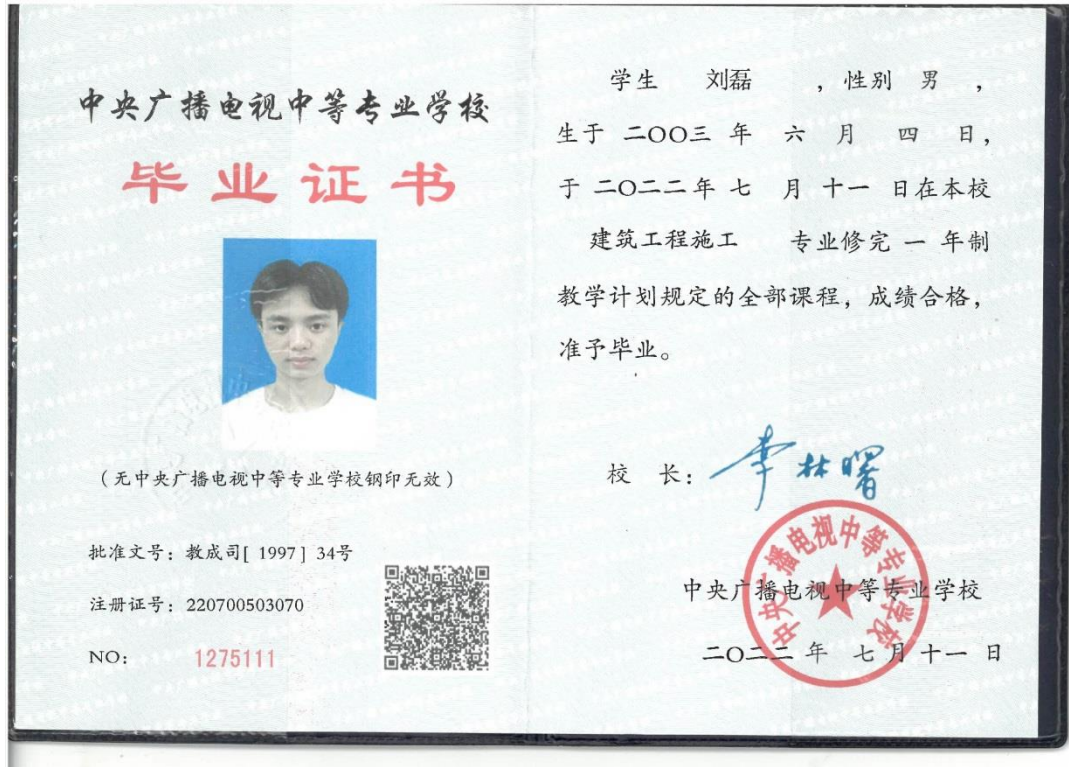 中央广播电视中等专业学校
毕业证书
(无中央广播电视中等专业学校钢印无效)
批准文号：教成司[ 1997] 34号
注册证号：220700503070
NO: 1275111
学生 刘磊 ，性别 男 ，
生于 二OO三 年 六 月 四 日，
于 二O二二年 七 月 十一 日在本校
建筑工程施工 专业修完 一 年制
教学计划规定的全部课程，成绩合格，
准予毕业。
校 长：李林曙
中央广播电视中等专业学校
中央广播电视中等专业学校
二O二二 年 七 月 十一 日